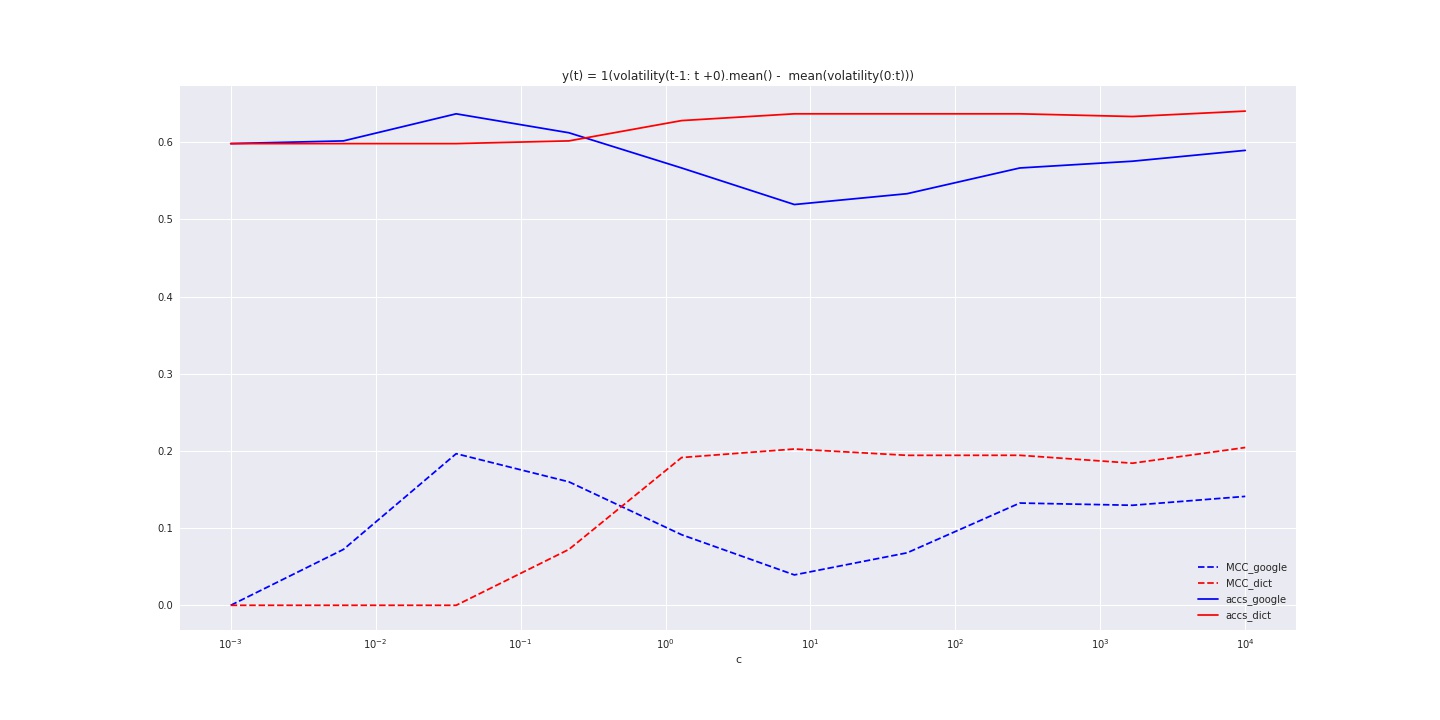 y(t) = 1(volatility(t-1: t +0).mean() -  mean(volatility(0:t)))
0.6
0.5
0.4
0.3
0.2
0.1
0.0
MCC_google
MCC_dict
accs_google
accs_dict
10⁻³ 10⁻² 10⁻¹ 10⁰ 10¹ 10² 10³ 10⁴
c